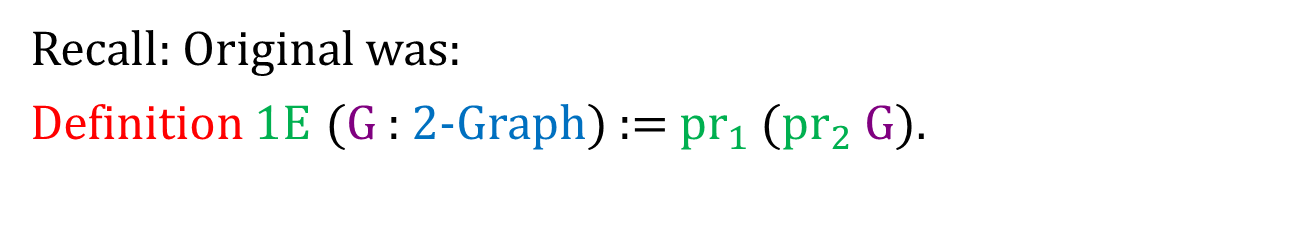 Recall: Original was:
Definition 1E (G : 2-Graph) := pr₁ (pr₂ G).